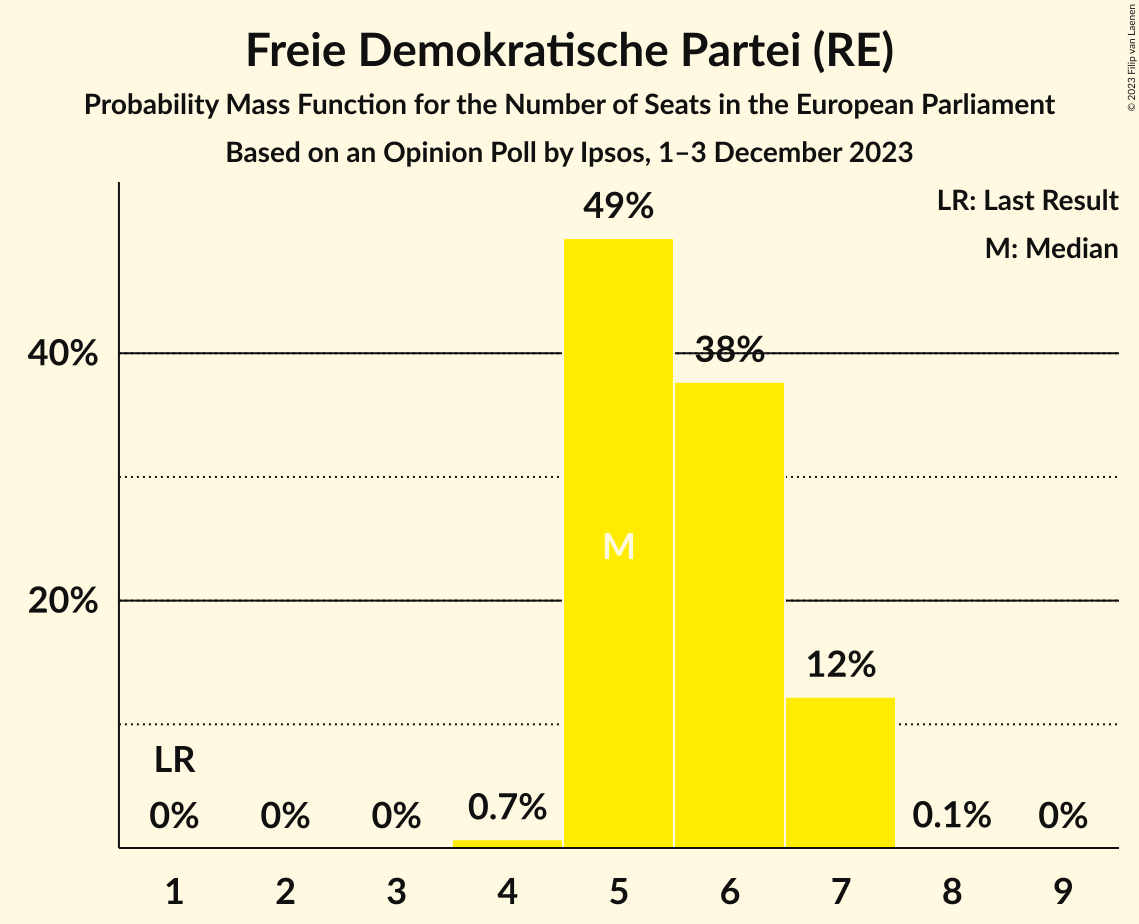 Freie Demokratische Partei (RE)
Probability Mass Function for the Number of Seats in the European Parliament
Based on an Opinion Poll by Ipsos, 1–3 December 2023
© 2023 Filip van Laenen
LR: Last Result
M: Median
49%
40%
38%
M
20%
12%
LR
0%
0%
0%
0.7%
0.1%
0%
1 2 3 4 5 6 7 8 9